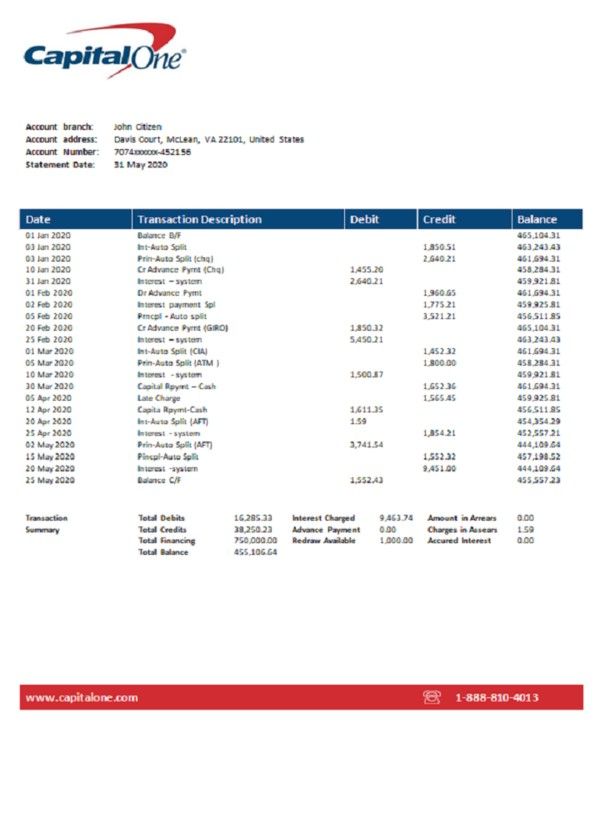 CapitalOne®
Account branch: John Citizen
Account address: Davis Court, McLean, VA 22101, United States
Account Number: 7074xxxxxx-452156
Statement Date: 31 May 2020
Date Transaction Description Debit Credit Balance
01 Jan 2020 Balance B/F 465,104.31
03 Jan 2020 Int-Auto Split 1,850.51 463,243.43
03 Jan 2020 Prin-Auto Split (chq) 2,640.21 461,694.31
10 Jan 2020 Cr Advance Pymt (Chq) 1,455.20 458,284.31
31 Jan 2020 Interest – system 2,640.21 459,921.81
01 Feb 2020 Dr Advance Pymt 1,960.65 461,694.31
02 Feb 2020 Interest payment Spl 1,775.21 459,925.81
05 Feb 2020 Prncpl - Auto split 3,521.21 456,511.85
20 Feb 2020 Cr Advance Pymt (GIRO) 1,850.32 465,104.31
25 Feb 2020 Interest – system 5,450.21 463,243.43
01 Mar 2020 Int-Auto Split (CIA) 1,452.32 461,694.31
05 Mar 2020 Prin-Auto Split (ATM ) 1,800.00 458,284.31
10 Mar 2020 Interest - system 1,500.87 459,921.81
30 Mar 2020 Capital Rpymt – Cash 1,652.36 461,694.31
05 Apr 2020 Late Charge 1,565.45 459,925.81
12 Apr 2020 Capita Rpymt-Cash 1,611.35 456,511.85
20 Apr 2020 Int-Auto Split (AFT) 1.59 454,354.29
25 Apr 2020 Interest - system 1,854.21 452,557.21
02 May 2020 Prin-Auto Split (AFT) 3,741.54 444,109.64
15 May 2020 Pincpl-Auto Split 1,552.32 457,198.52
20 May 2020 Interest -system 9,451.00 444,109.64
25 May 2020 Balance C/F 1,552.43 455,557.23
Transaction Total Debits 16,285.33 Interest Charged 9,463.74 Amount in Arrears 0.00
Summary Total Credits 38,250.23 Advance Payment 0.00 Charges in Assears 1.59
Total Financing 750,000.00 Redraw Available 1,000.00 Accured Interest 0.00
Total Balance 455,106.64
www.capitalone.com 1-888-810-4013